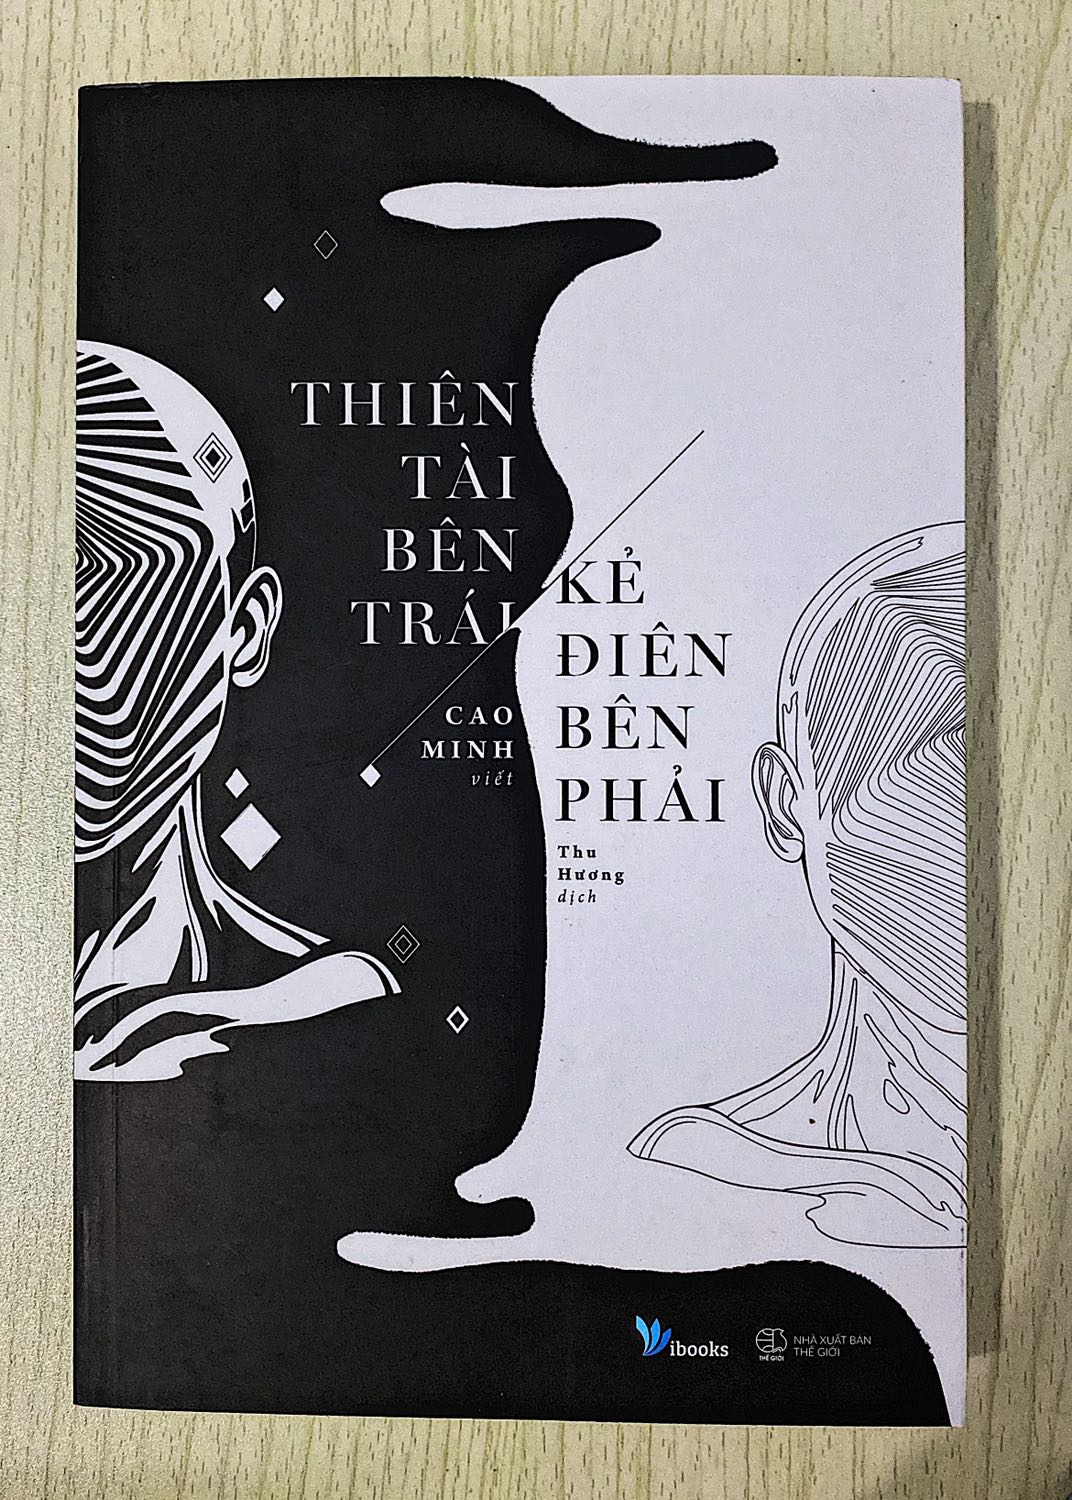 THIÊN
TÀI
BÊN
TRÁI
CAO
MINH
viết
KẺ
ĐIÊN
BÊN
PHẢI
Thu
Hương
dịch
ibooks
THẾ GIỚI
NHÀ XUẤT BẢN
THẾ GIỚI